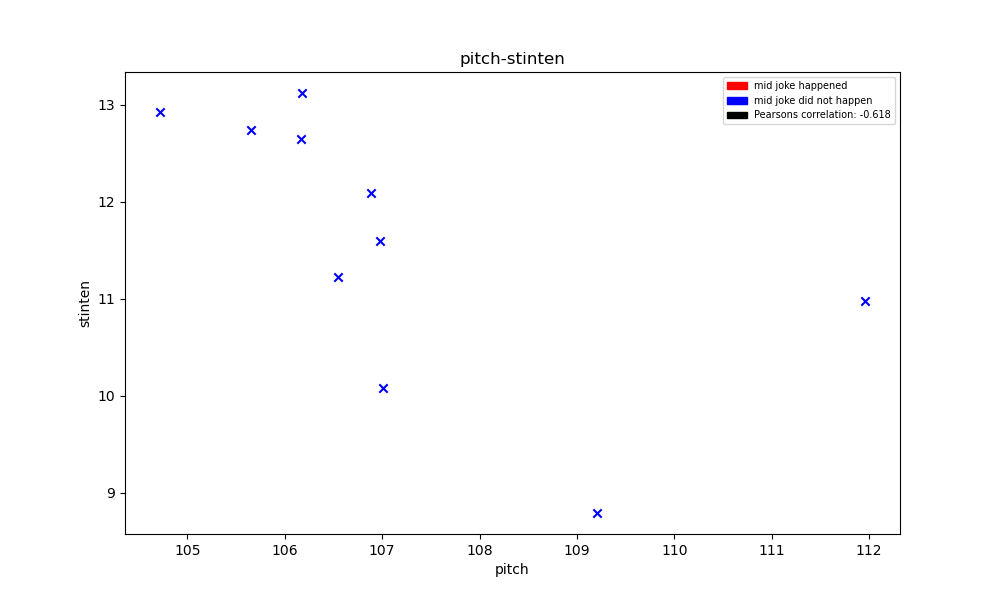 pitch-stinten
mid joke happened
mid joke did not happen
Pearsons correlation: -0.618
13
12
11
10
9
stinten
105 106 107 108 109 110 111 112
pitch